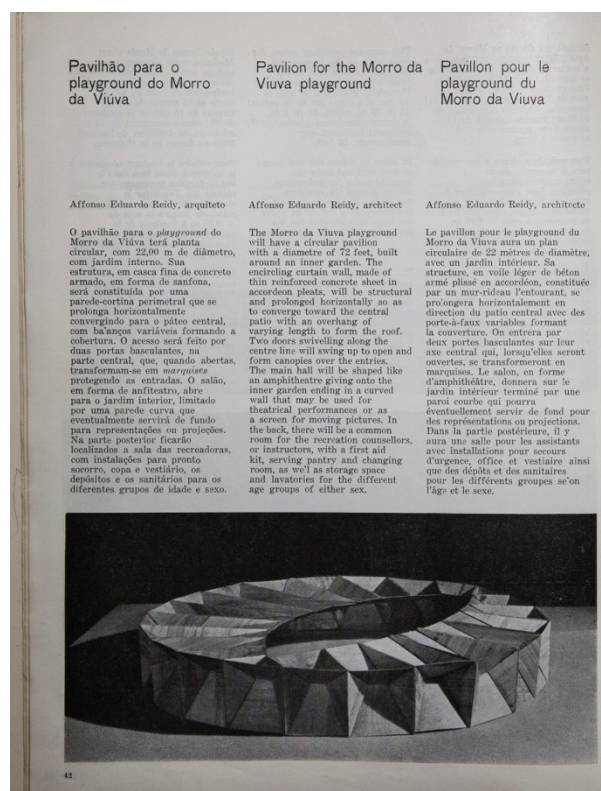 Pavilhão para o
playground do Morro
da Viúva
Affonso Eduardo Reidy, arquiteto
O pavilhão para o playground do
Morro da Viúva terá planta
circular, com 22,00 m de diâmetro,
com jardim interno. Sua
estrutura, em casca fina de concreto
armado, em forma de sanfona,
será constituída por uma
parede-cortina perimetral que se
prolonga horizontalmente
convergindo para o páteo central,
com ba'anços variáveis formando a
cobertura. O acesso será feito por
duas portas basculantes, na
parte central, que, quando abertas,
transformam-se em marquises
protegendo as entradas. O salão,
em forma de anfiteatro, abre
para o jardim interior, limitado
por uma parede curva que
eventualmente servirá de fundo
para representações ou projeções.
Na parte posterior ficarão
localizados a sala das recreadoras,
com instalações para pronto
socorro, copa e vestiário, os
depósitos e os sanitários para os
diferentes grupos de idade e sexo.
Pavilion for the Morro da
Viuva playground
Affonso Eduardo Reidy, architect
The Morro da Viuva playground
will have a circular pavilion
with a diametre of 72 feet, built
around an inner garden. The
encircling curtain wall, made of
thin reinforced concrete sheet in
accordeon pleats, will be structural
and prolonged horizontally so as
to converge toward the central
patio with an overhang of
varying length to form the roof.
Two doors swivelling along the
centre line will swing up to open and
form canopies over the entries.
The main hall will be shaped like
an amphitheatre giving onto the
inner garden ending in a curved
wall that may be used for
theatrical performances or as
a screen for moving pictures. In
the back, there will be a common
room for the recreation counsellors,
or instructors, with a first aid
kit, serving pantry and changing
room, as we'l as storage space
and lavatories for the different
age groups of either sex.
Pavillon pour le
playground du
Morro da Viuva
Affonso Eduardo Reidy, architecte
Le pavillon pour le playground du
Morro da Viuva aura un plan
circulaire de 22 mètres de diamètre,
avec un jardin intérieur. Sa
structure, en voile léger de béton
armé plissé en accordéon, constituée
par un mur-rideau l'entourant, se
pro'ongera horizontalement en
direction du patio central avec des
porte-à-faux variables formant
la couverture. On entrera par
deux portes basculantes sur leur
axe central qui, lorsqu'elles seront
ouvertes, se transformeront en
marquises. Le salon, en forme
d'amphithéâtre, donnera sur le
jardin intérieur terminé par une
paroi courbe qui pourra
éventuellement servir de fond pour
des représentations ou projections.
Dans la partie postérieure, il y
aura une salle pour les assistants
avec installations pour secours
d'urgence, office et vestiaire ainsi
que des dépôts et des sanitaires
pour les différents groupes se'on
l'âge et le sexe.
42